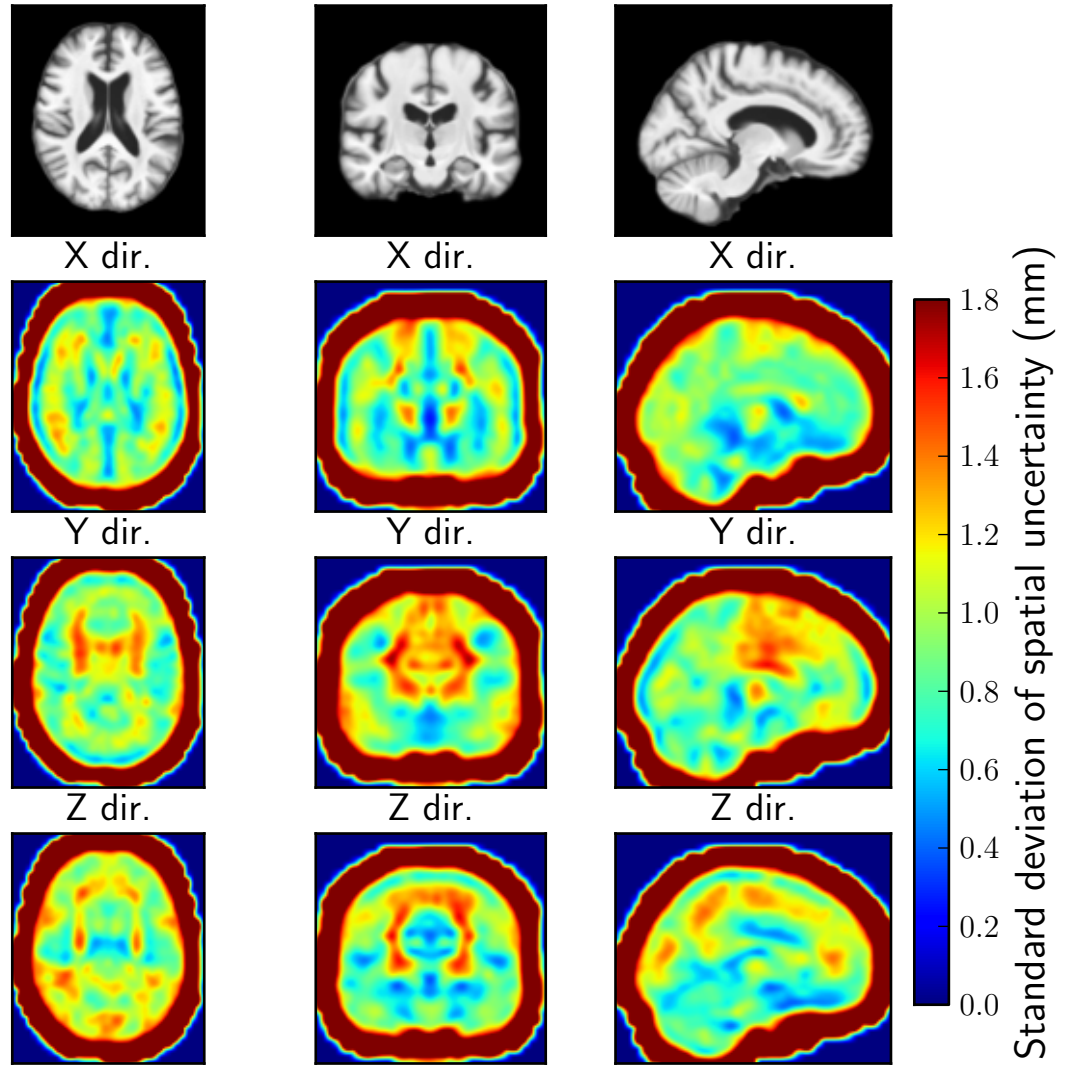 X dir.
X dir.
X dir.
Y dir.
Y dir.
Y dir.
Z dir.
Z dir.
Z dir.
1.8
1.6
1.4
1.2
1.0
0.8
0.6
0.4
0.2
0.0
Standard deviation of spatial uncertainty (mm)